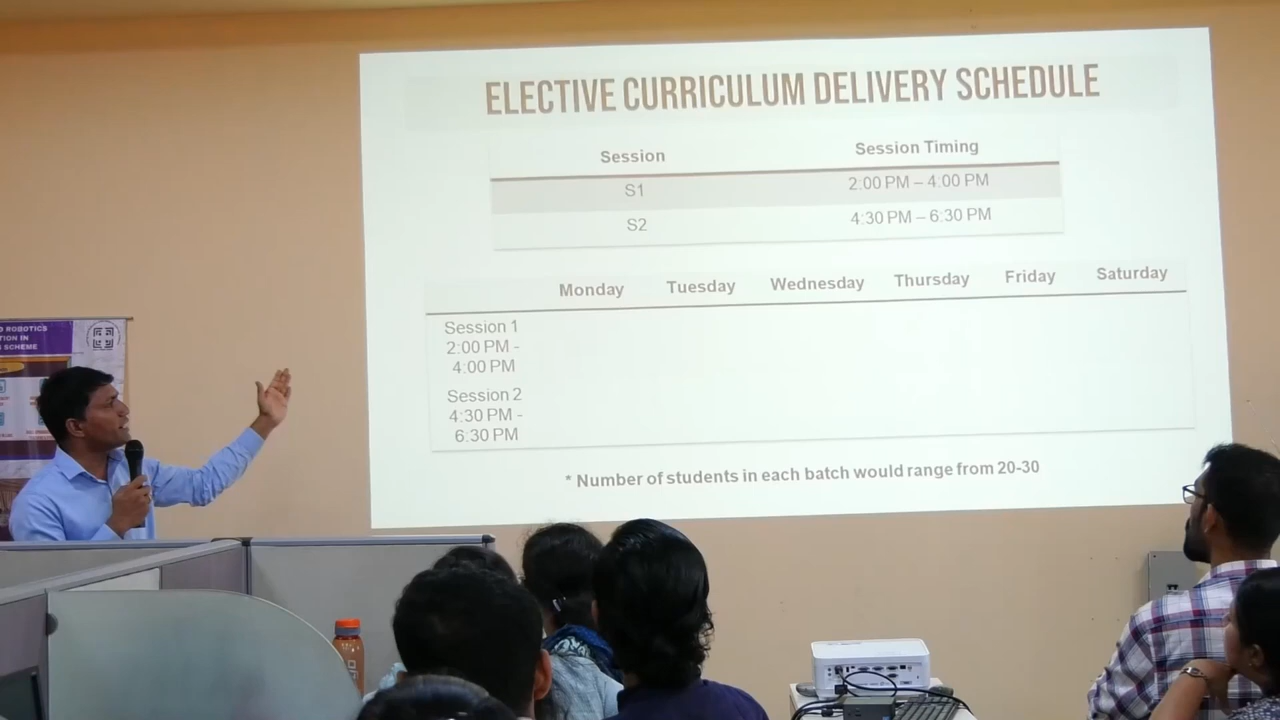 ELECTIVE CURRICULUM DELIVERY SCHEDULE
Session Session Timing
S1 2:00 PM – 4:00 PM
S2 4:30 PM – 6:30 PM
Monday Tuesday Wednesday Thursday Friday Saturday
Session 1
2:00 PM -
4:00 PM
Session 2
4:30 PM -
6:30 PM
* Number of students in each batch would range from 20-30
ROBOTICS
TION IN
SCHEME